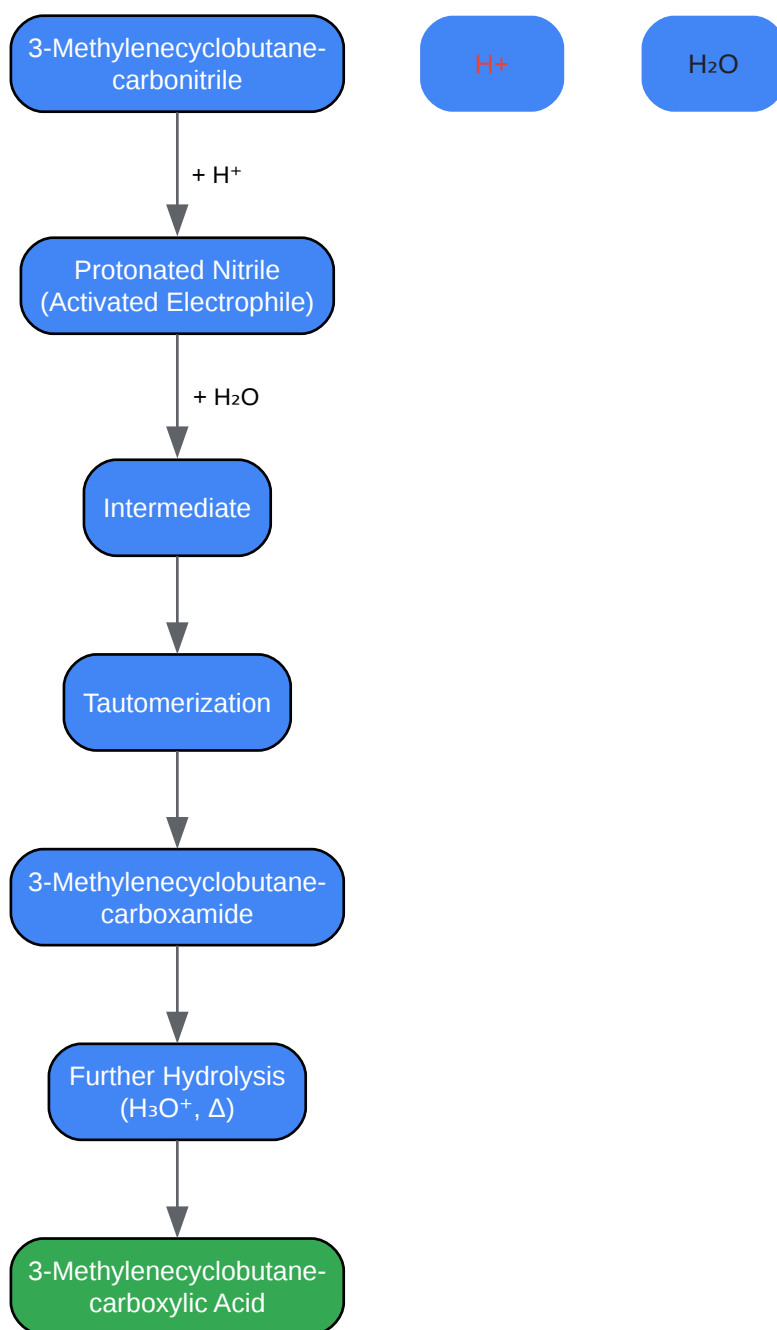 3-Methylenecyclobutane-
carbonitrile
H+
H₂O
+ H⁺
Protonated Nitrile
(Activated Electrophile)
+ H₂O
Intermediate
Tautomerization
3-Methylenecyclobutane-
carboxamide
Further Hydrolysis
(H₃O⁺, Δ)
3-Methylenecyclobutane-
carboxylic Acid